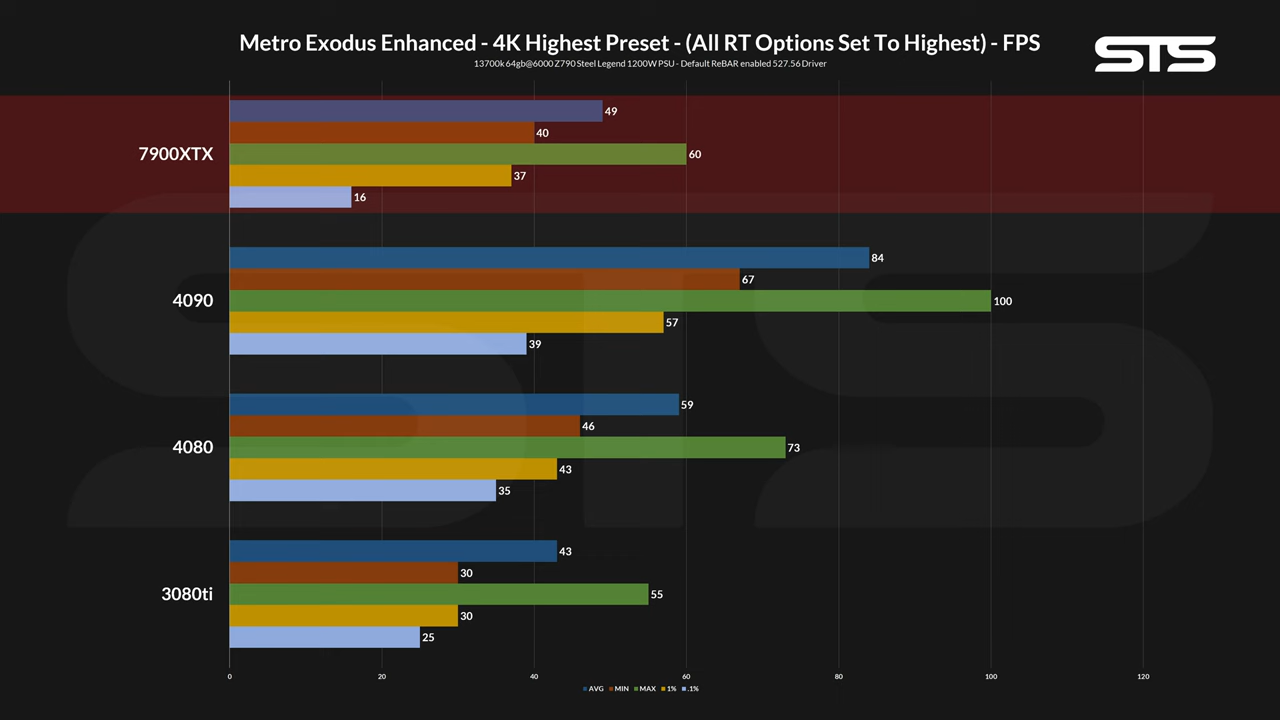 Metro Exodus Enhanced - 4K Highest Preset - (All RT Options Set To Highest) - FPS
13700k 64gb@6000 Z790 Steel Legend 1200W PSU - Default ReBAR enabled 527.56 Driver
STS
7900XTX
49
40
60
37
16
4090
84
67
100
57
39
4080
59
46
73
43
35
3080ti
43
30
55
30
25
0 20 40 60 80 100 120
AVG MIN MAX 1% .1%
STS